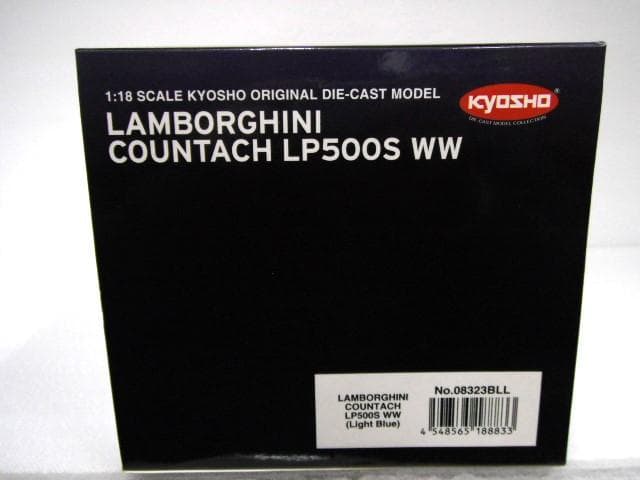 1:18 SCALE KYOSHO ORIGINAL DIE-CAST MODEL
LAMBORGHINI
COUNTACH LP500S WW
KYOSHO
®
DIE-CAST MODEL COLLECTION
LAMBORGHINI
COUNTACH
LP500S WW
(Light Blue)
No.08323BLL
4 548565 188833